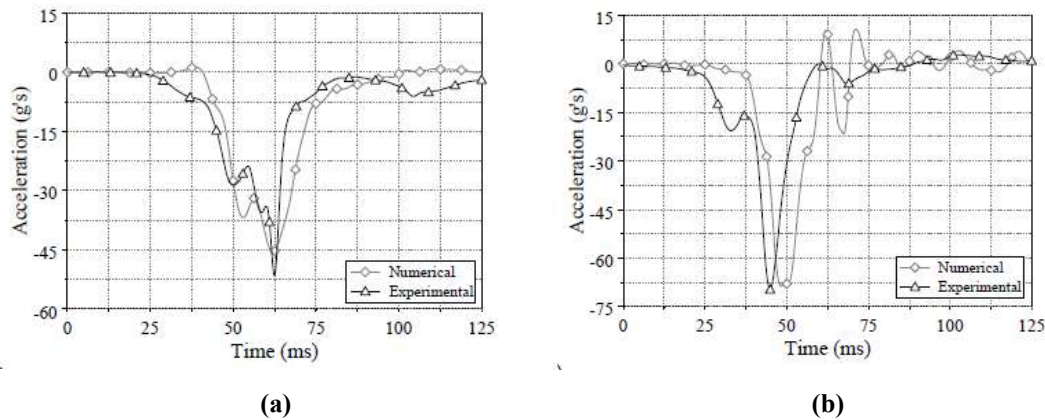 15
0
-15
-30
-45
-60
Acceleration (g's)
Numerical
Experimental
0 25 50 75 100 125
Time (ms)
(a)
15
0
-15
-30
-45
-60
-75
Acceleration (g's)
Numerical
Experimental
0 25 50 75 100 125
Time (ms)
(b)